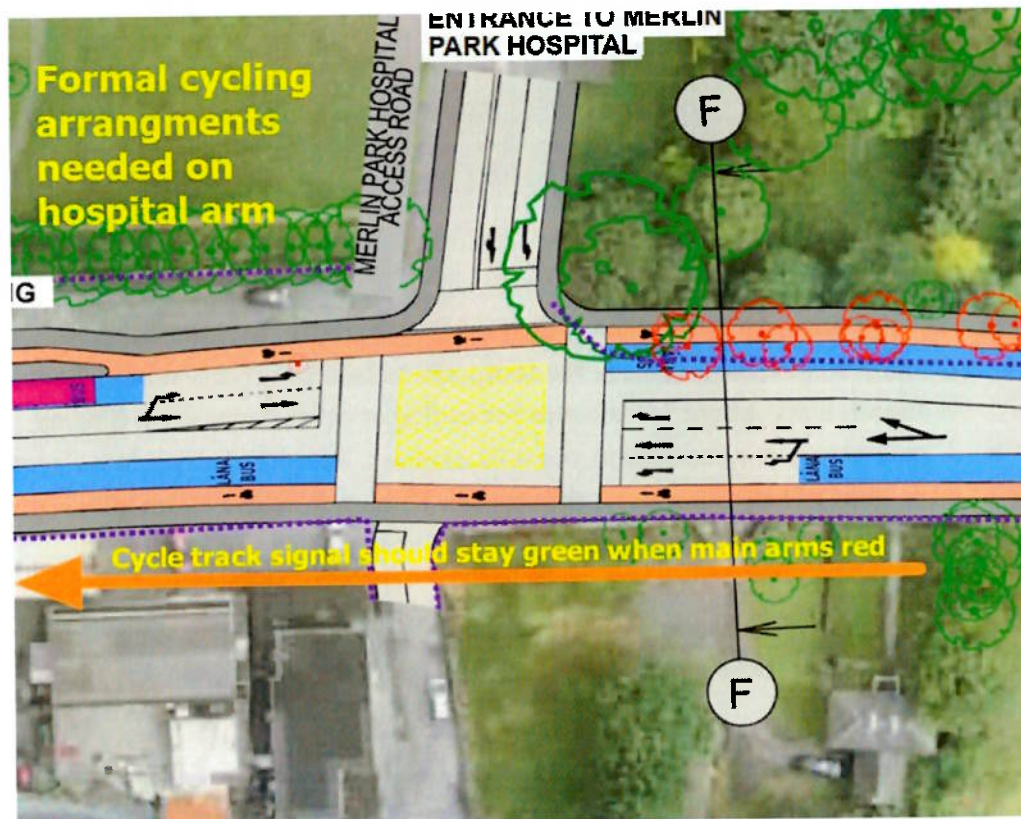 ENTRANCE TO MERLIN
PARK HOSPITAL
Formal cycling
arrangments
needed on
hospital arm
MERLIN PARK HOSPITAL
ACCESS ROAD
F
IG
BUS
LÁNA
BUS
LÁNA
BUS
Cycle track signal should stay green when main arms red
F